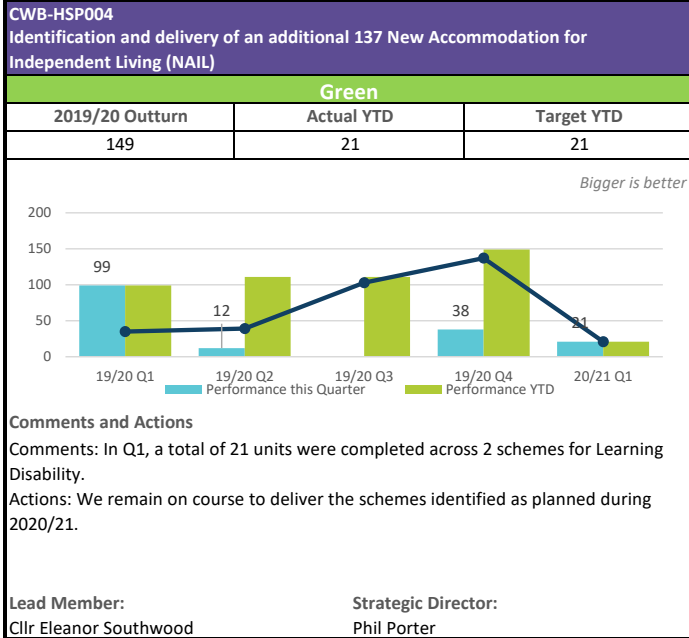 CWB-HSP004
Identification and delivery of an additional 137 New Accommodation for
Independent Living (NAIL)
Green
2019/20 Outturn Actual YTD Target YTD
149 21 21
Bigger is better
200
150
100
50
0
99
12
38
21
19/20 Q1 19/20 Q2 19/20 Q3 19/20 Q4 20/21 Q1
Performance this Quarter Performance YTD
Comments and Actions
Comments: In Q1, a total of 21 units were completed across 2 schemes for Learning
Disability.
Actions: We remain on course to deliver the schemes identified as planned during
2020/21.
Lead Member: Strategic Director:
Cllr Eleanor Southwood Phil Porter